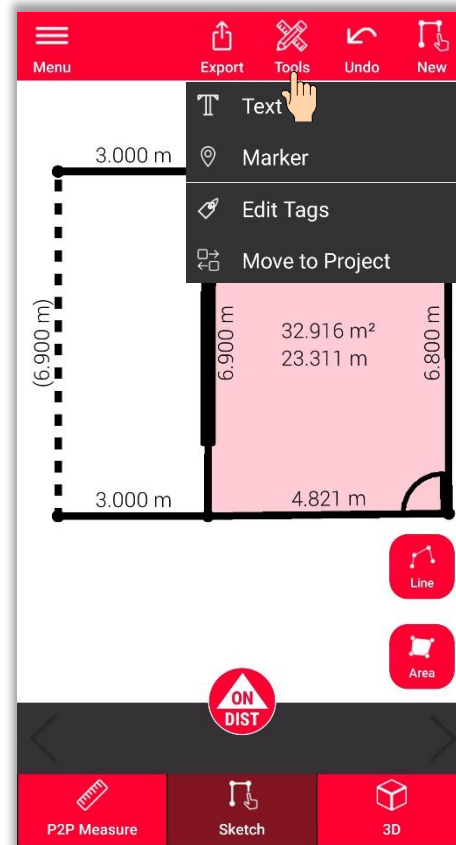 Menu
Export
Tools
Undo
New
Text
Marker
Edit Tags
Move to Project
3.000 m
(6.900 m)
6.900 m
32.916 m²
23.311 m
6.800 m
3.000 m
4.821 m
Line
Area
ON
DIST
P2P Measure
Sketch
3D